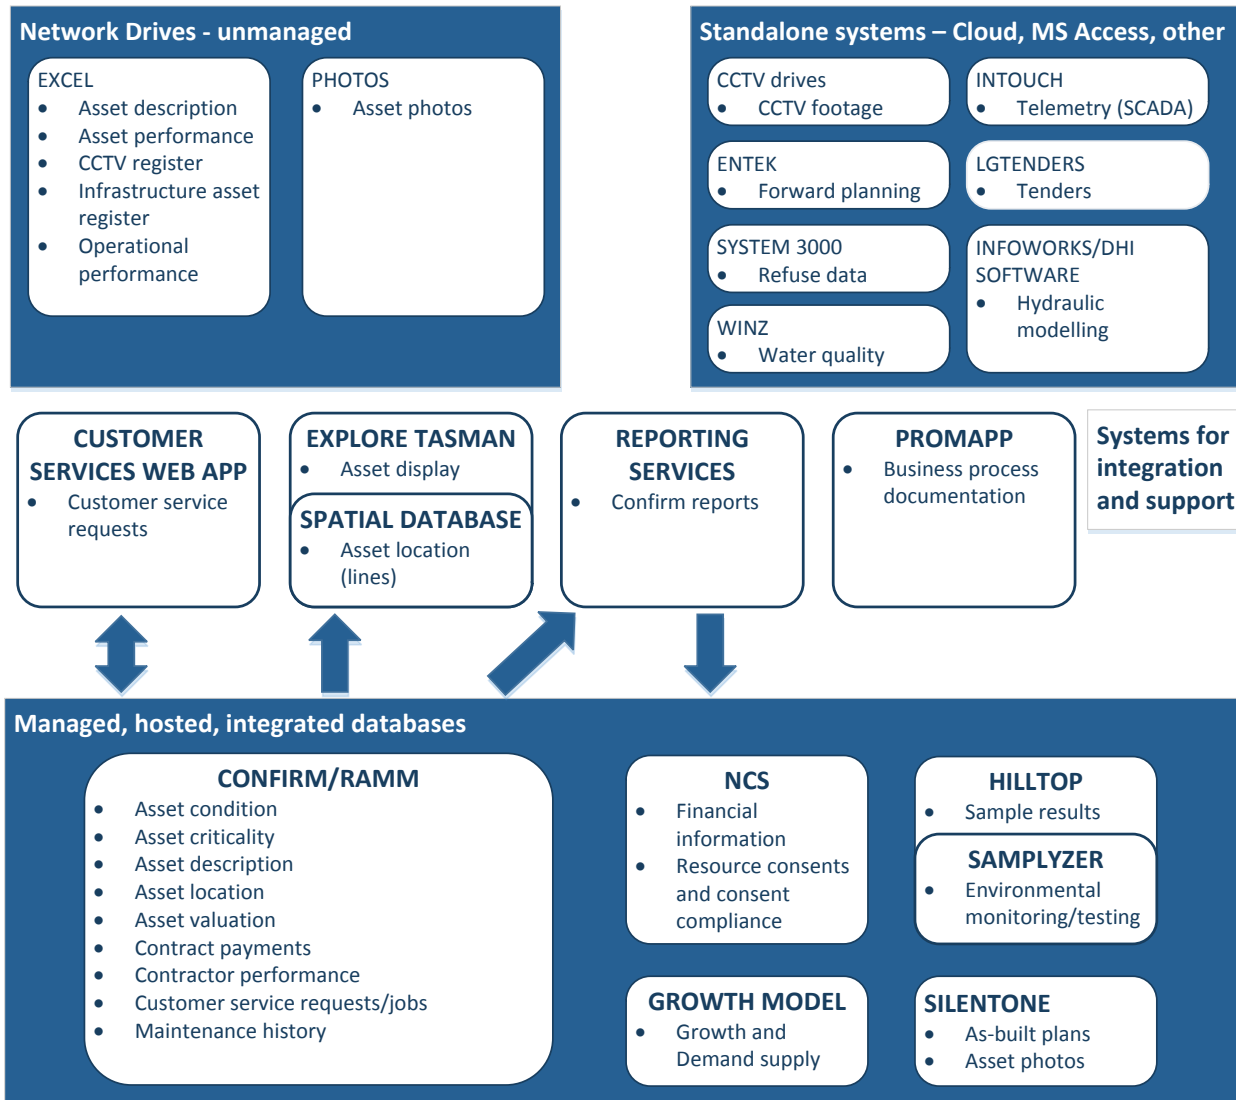 Network Drives - unmanaged
EXCEL
• Asset description
• Asset performance
• CCTV register
• Infrastructure asset
register
• Operational
performance
PHOTOS
• Asset photos
Standalone systems – Cloud, MS Access, other
CCTV drives
• CCTV footage
INTOUCH
• Telemetry (SCADA)
ENTEK
• Forward planning
LGTENDERS
• Tenders
SYSTEM 3000
• Refuse data
INFOWORKS/DHI
SOFTWARE
• Hydraulic
modelling
WINZ
• Water quality
CUSTOMER
SERVICES WEB APP
• Customer service
requests
EXPLORE TASMAN
• Asset display
SPATIAL DATABASE
• Asset location
(lines)
REPORTING
SERVICES
• Confirm reports
PROMAPP
• Business process
documentation
Systems for
integration
and support
Managed, hosted, integrated databases
CONFIRM/RAMM
• Asset condition
• Asset criticality
• Asset description
• Asset location
• Asset valuation
• Contract payments
• Contractor performance
• Customer service requests/jobs
• Maintenance history
NCS
• Financial
information
• Resource consents
and consent
compliance
HILLTOP
• Sample results
SAMPLYZER
• Environmental
monitoring/testing
GROWTH MODEL
• Growth and
Demand supply
SILENTONE
• As-built plans
• Asset photos